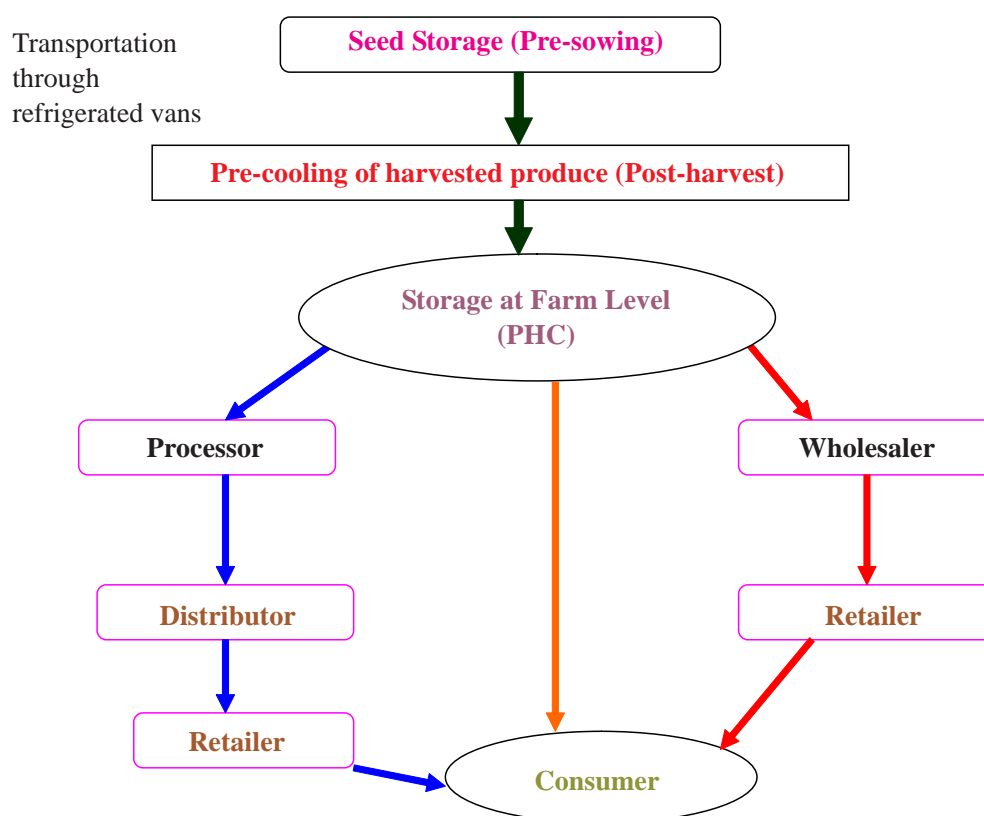 Transportation
through
refrigerated vans
Seed Storage (Pre-sowing)
Pre-cooling of harvested produce (Post-harvest)
Storage at Farm Level
(PHC)
Processor
Wholesaler
Distributor
Retailer
Retailer
Consumer